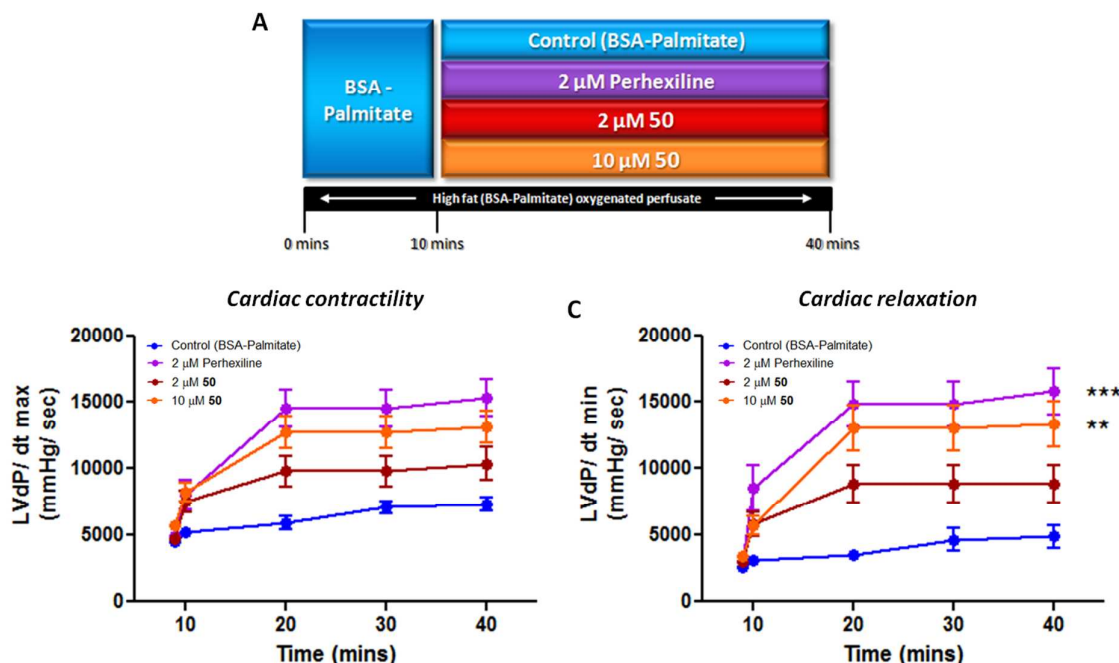 A
BSA -
Palmitate
Control (BSA-Palmitate)
2 µM Perhexiline
2 µM 50
10 µM 50
High fat (BSA-Palmitate) oxygenated perfusate
0 mins
10 mins
40 mins
Cardiac contractility
20000
15000
10000
5000
0
LVdP/ dt max
(mmHg/ sec)
Control (BSA-Palmitate)
2 µM Perhexiline
2 µM 50
10 µM 50
10 20 30 40
Time (mins)
C
Cardiac relaxation
20000
15000
10000
5000
0
LVdP/ dt min
(mmHg/ sec)
Control (BSA-Palmitate)
2 µM Perhexiline
2 µM 50
10 µM 50
***
**
10 20 30 40
Time (mins)